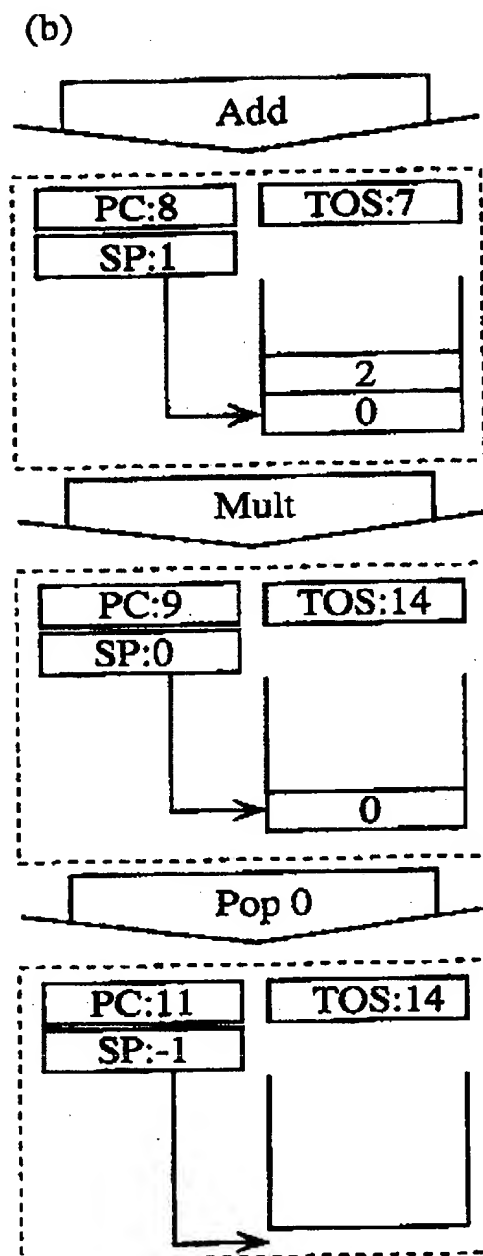 (b)
Add
PC:8 TOS:7
SP:1
2
0
Mult
PC:9 TOS:14
SP:0
0
Pop 0
PC:11 TOS:14
SP:-1